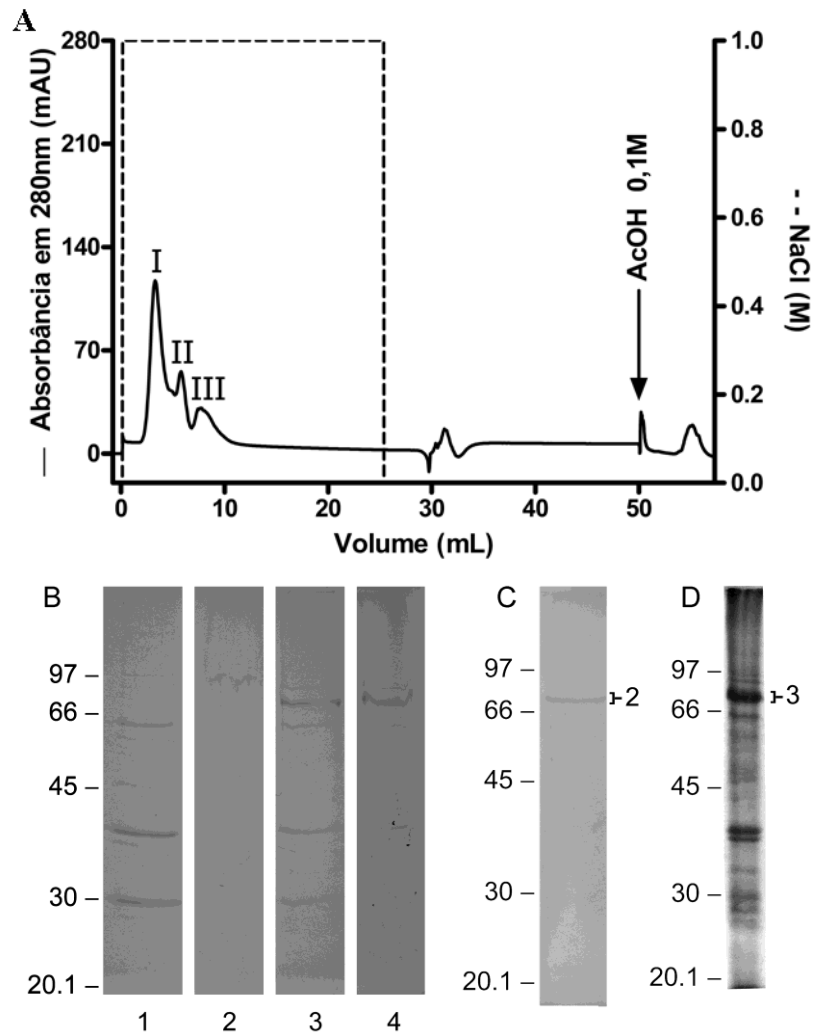 A
— Absorbância em 280nm (mAU)
280
210
140
70
0
I
II
III
AcOH 0,1M
1.0
0.8
0.6
0.4
0.2
0.0
- - NaCl (M)
0 10 20 30 40 50
Volume (mL)
B
97 –
66 –
45 –
30 –
20.1 –
1 2 3 4
C
97 –
66 –
45 –
30 –
2
D
97 –
66 –
45 –
30 –
20.1 –
3